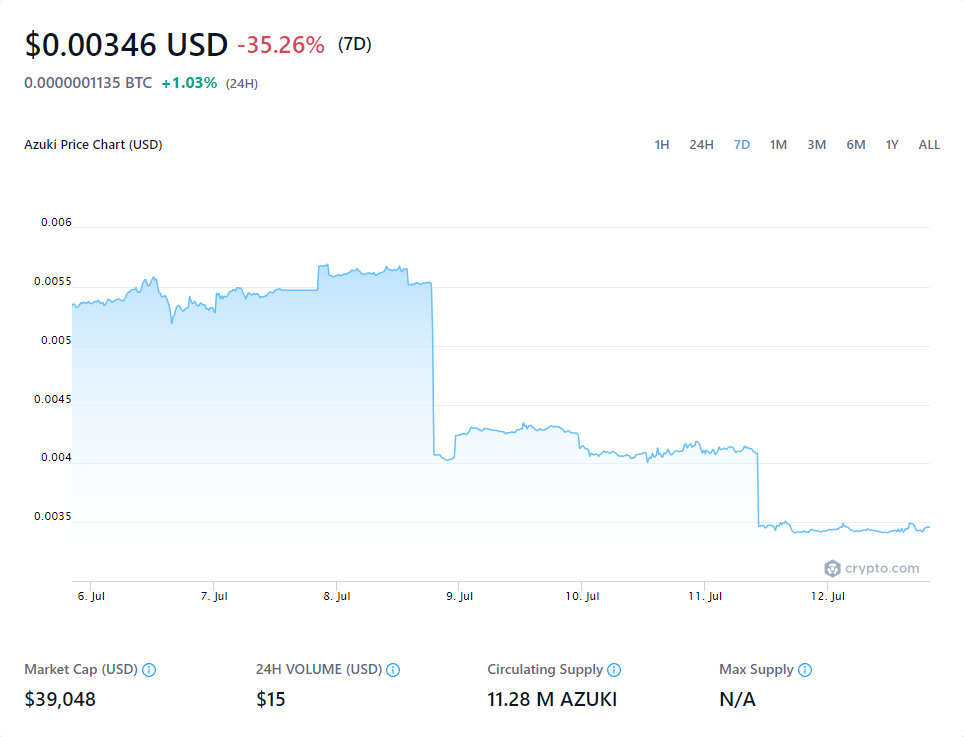 $0.00346 USD -35.26% (7D)
0.0000001135 BTC +1.03% (24H)
Azuki Price Chart (USD) 1H 24H 7D 1M 3M 6M 1Y ALL
0.006
0.0055
0.005
0.0045
0.004
0.0035
crypto.com
6. Jul 7. Jul 8. Jul 9. Jul 10. Jul 11. Jul 12. Jul
Market Cap (USD) 24H VOLUME (USD) Circulating Supply Max Supply
$39,048 $15 11.28 M AZUKI N/A